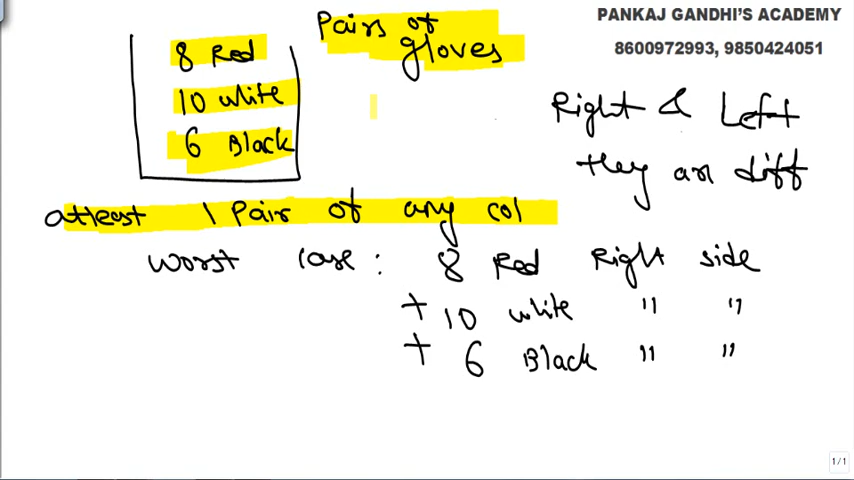 Pairs of
gloves
PANKAJ GANDHI'S ACADEMY
8600972993, 9850424051
8 Red
10 white
6 Black
Right & Left
they are diff
atleast 1 Pair of any col
worst case : 8 Red Right side
+ 10 white " "
+ 6 Black " "
1/1